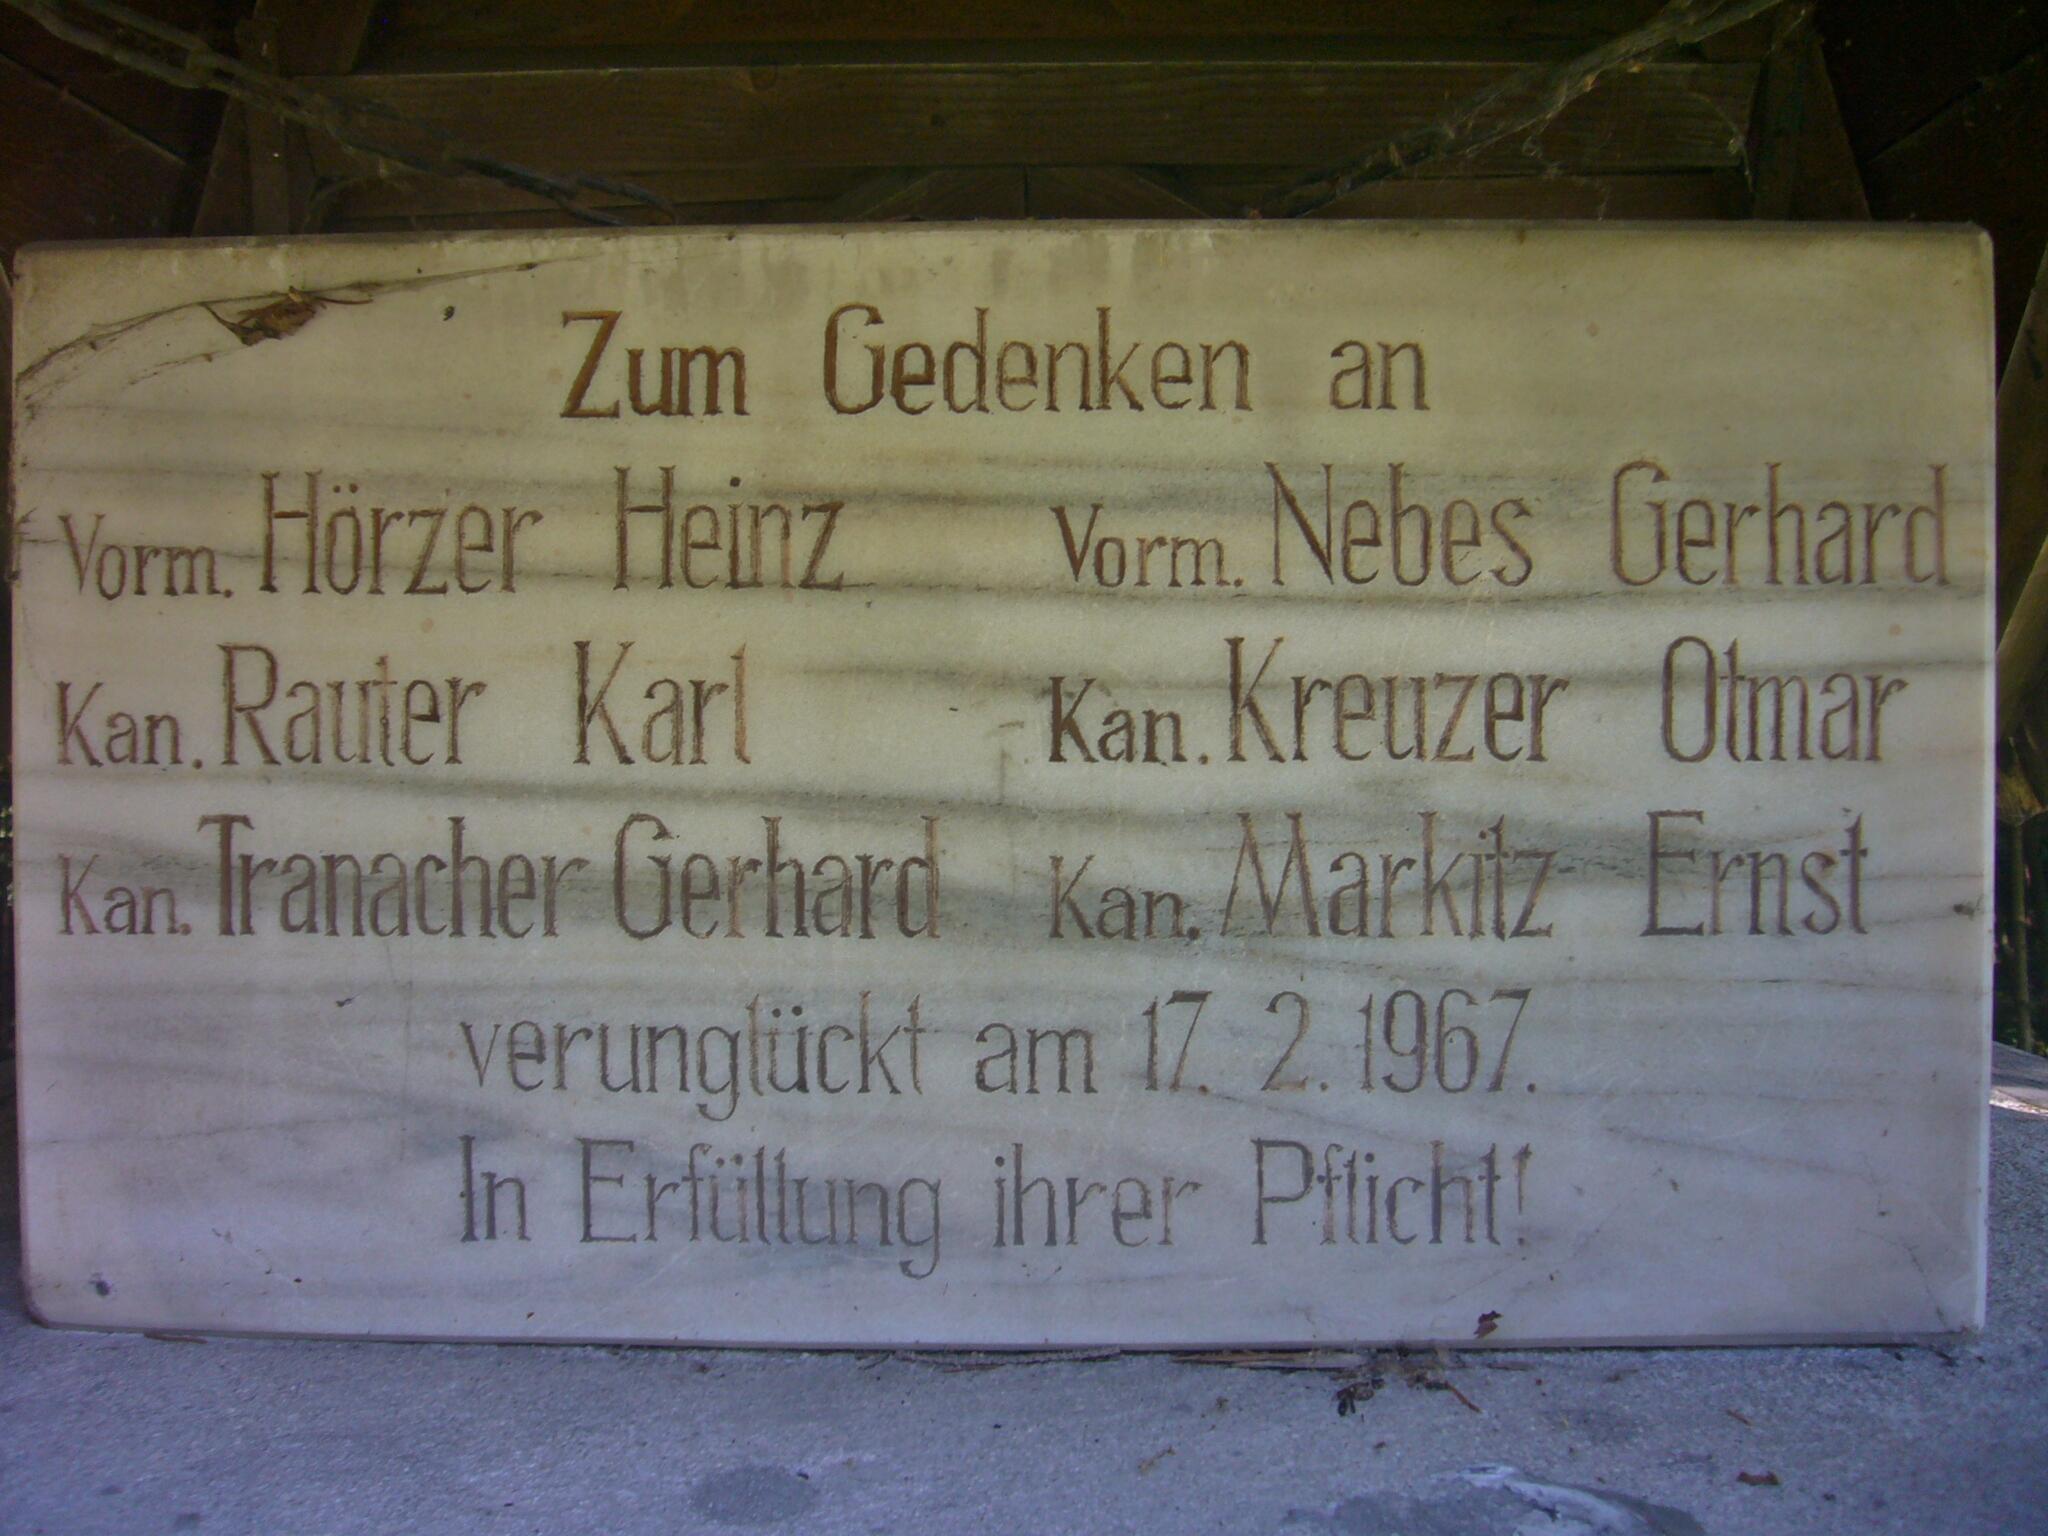 Zum Gedenken an
Vorm. Hörzer Heinz Vorm. Nebes Gerhard
Kan. Rauter Karl Kan. Kreuzer Otmar
Kan. Tranacher Gerhard Kan. Markitz Ernst
verunglückt am 17. 2. 1967.
In Erfüllung ihrer Pflicht!